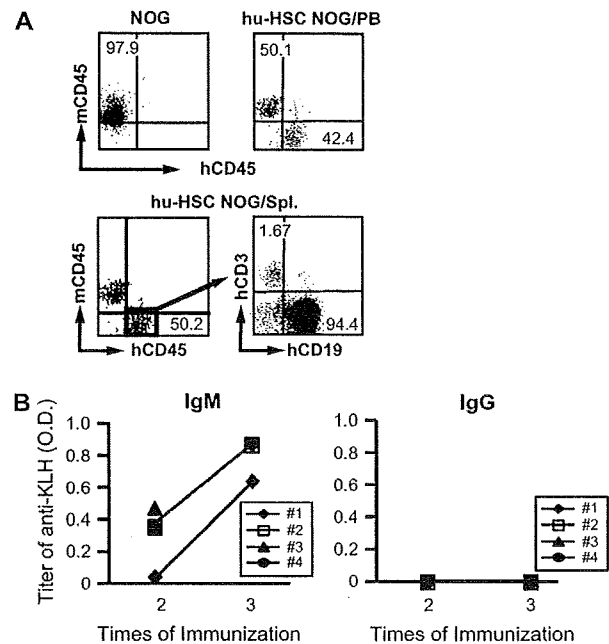 A
NOG
hu-HSC NOG/PB
97.9
50.1
42.4
mCD45
hCD45
hu-HSC NOG/Spl.
mCD45
50.2
hCD45
1.67
hCD3
94.4
hCD19
B
IgM
IgG
Titer of anti-KLH (O.D.)
1.0
0.8
0.6
0.4
0.2
0
2
3
Times of Immunization
#1
#2
#3
#4
1.0
0.8
0.6
0.4
0.2
0
2
3
Times of Immunization
#1
#2
#3
#4